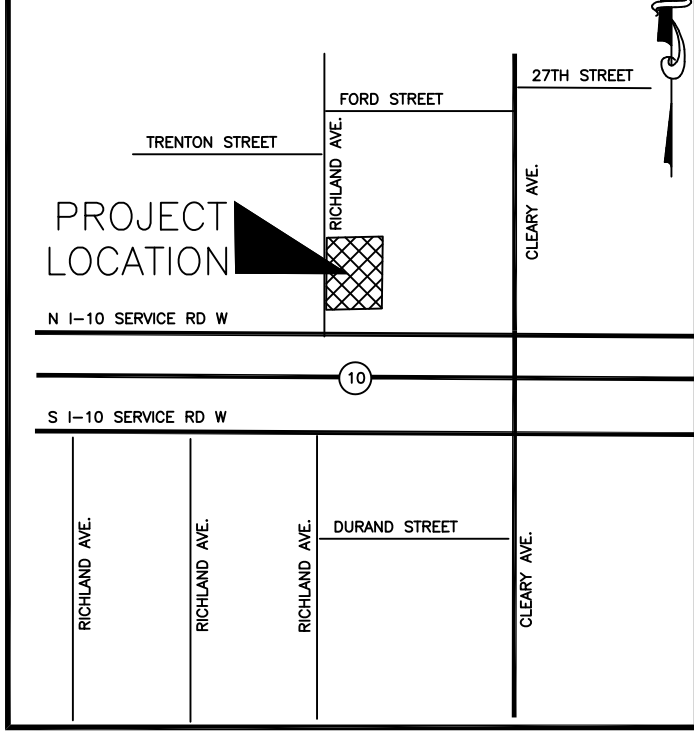 27TH STREET
FORD STREET
TRENTON STREET
RICHLAND AVE.
CLEARY AVE.
PROJECT
LOCATION
N I-10 SERVICE RD W
10
S I-10 SERVICE RD W
DURAND STREET
RICHLAND AVE.
RICHLAND AVE.
RICHLAND AVE.
CLEARY AVE.